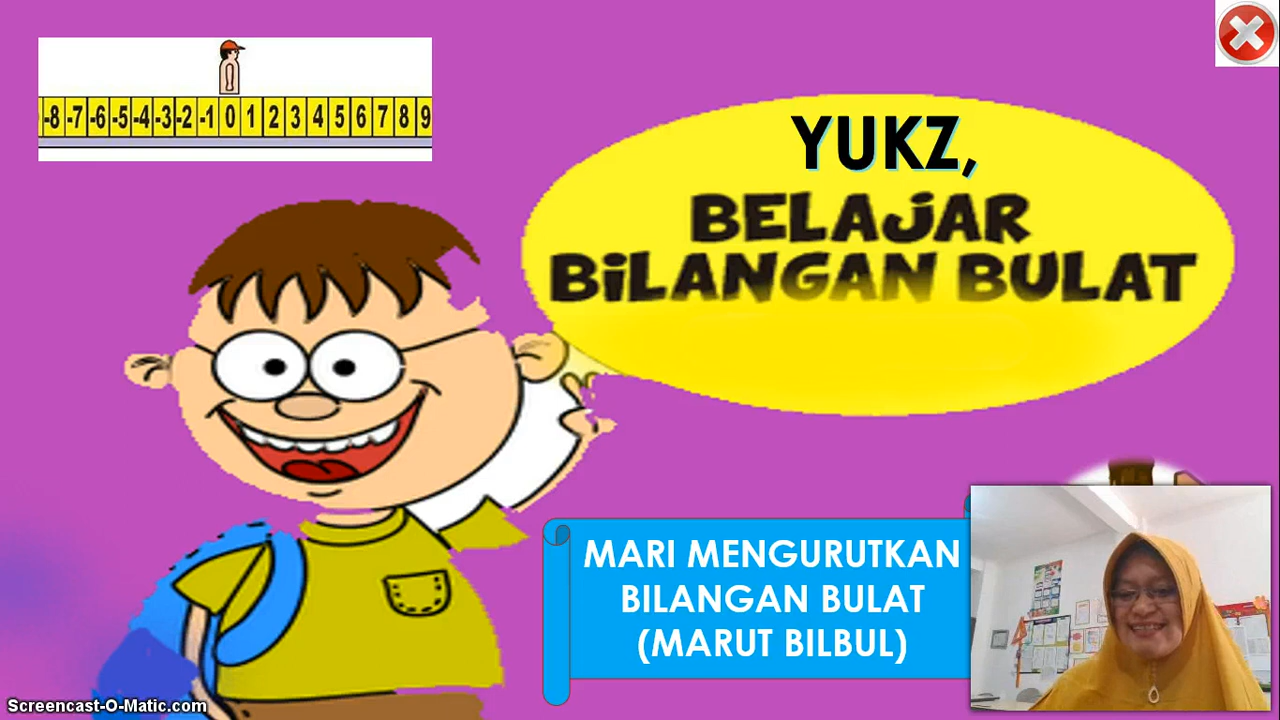 -8 -7 -6 -5 -4 -3 -2 -1 0 1 2 3 4 5 6 7 8 9
YUKZ,
BELAJAR
BiLANGAN BULAT
MARI MENGURUTKAN
BILANGAN BULAT
(MARUT BILBUL)
Screencast-O-Matic.com